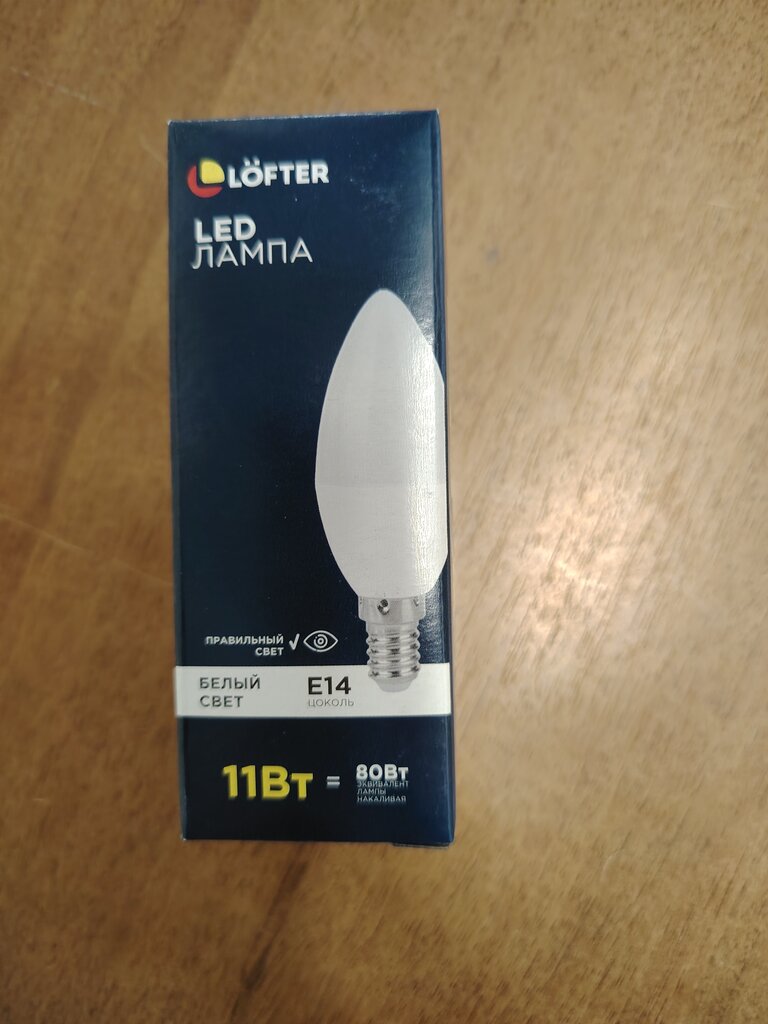 LÖFTER
LED
ЛАМПА
ПРАВИЛЬНЫЙ
СВЕТ
БЕЛЫЙ
СВЕТ
E14
ЦОКОЛЬ
11Вт = 80Вт
ЭКВИВАЛЕНТ
ЛАМПЫ
НАКАЛИВАЯ